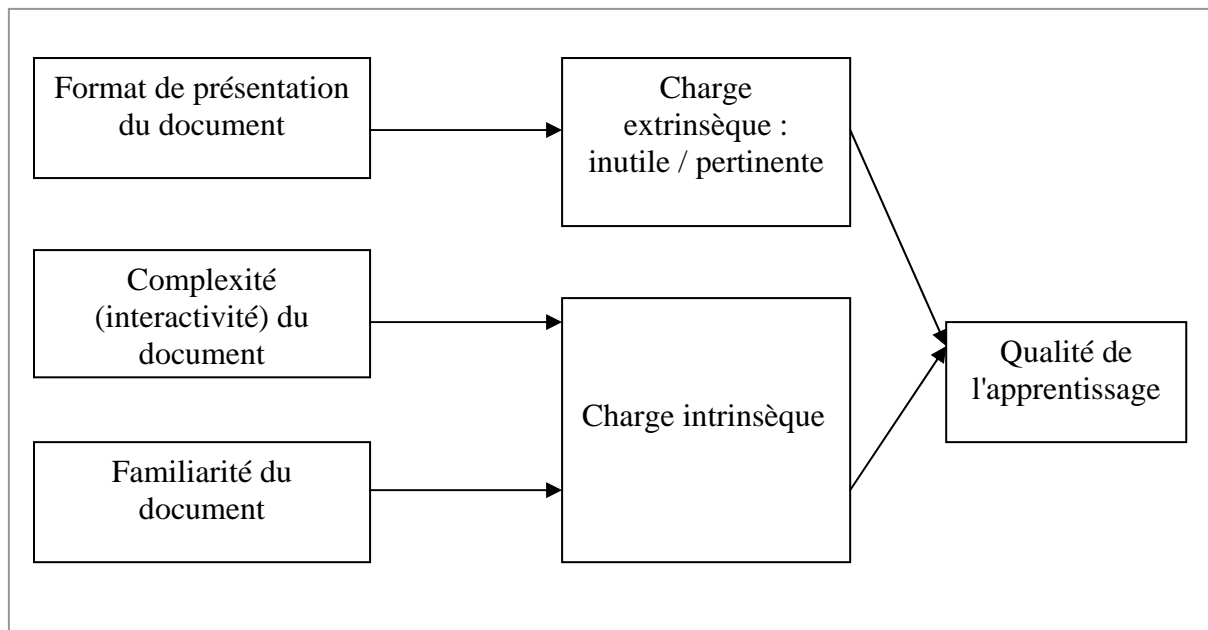 Format de présentation
du document
Charge
extrinsèque :
inutile / pertinente
Complexité
(interactivité) du
document
Charge intrinsèque
Qualité de
l'apprentissage
Familiarité du
document